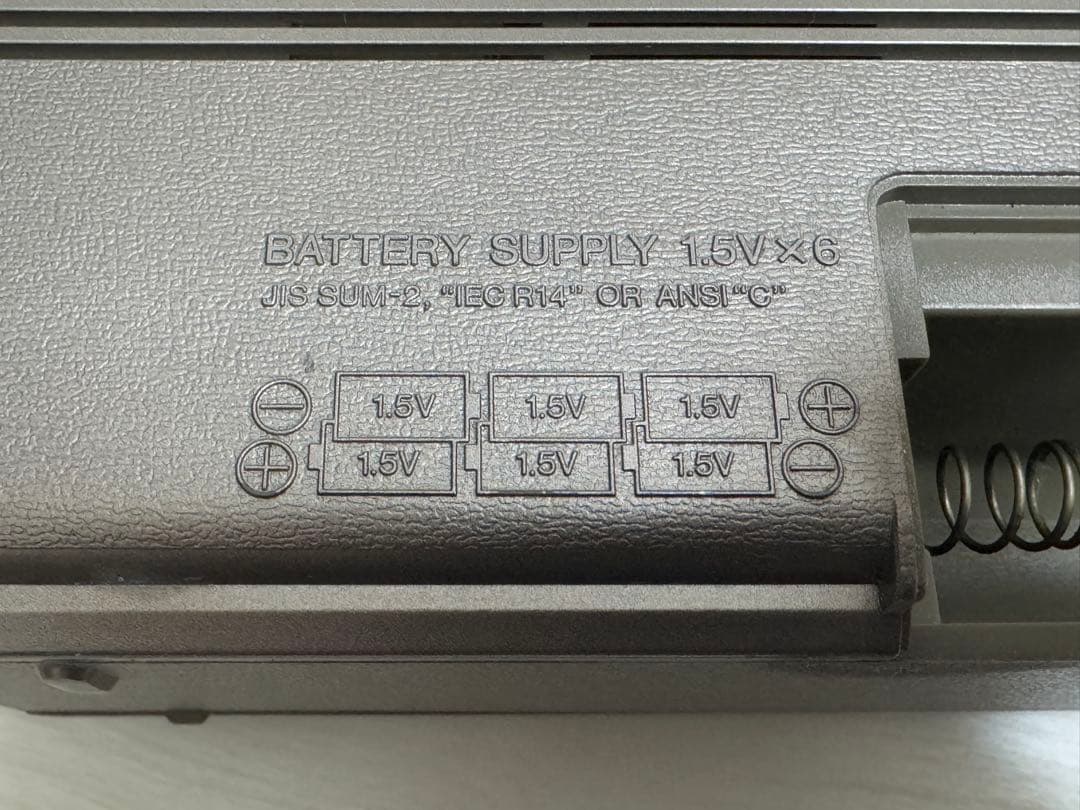 BATTERY SUPPLY 1.5V×6
JIS SUM-2, "IEC R14" OR ANSI "C"
⊖ 1.5V 1.5V 1.5V ⊕
⊕ 1.5V 1.5V 1.5V ⊖